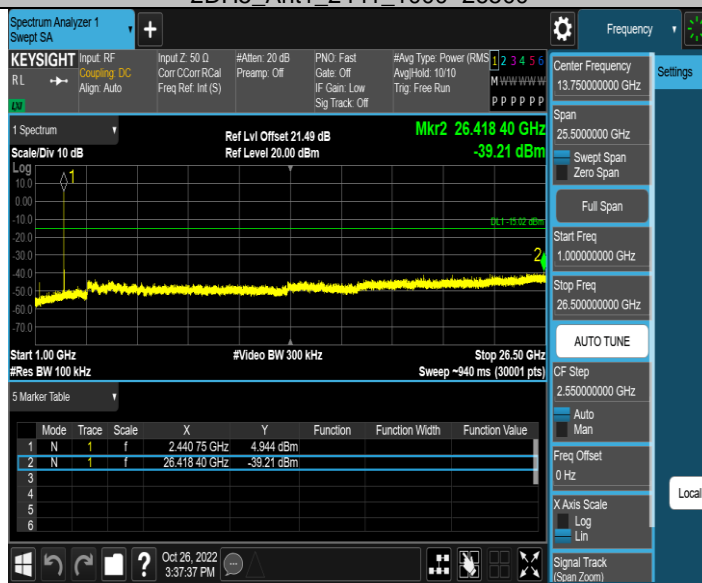 Spectrum Analyzer 1
Swept SA
+
Frequency
KEYSIGHT
RL
LXI
Input: RF
Coupling: DC
Align: Auto
Input Z: 50 Ω
Corr CCorr RCal
Freq Ref: Int (S)
#Atten: 20 dB
Preamp: Off
PNO: Fast
Gate: Off
IF Gain: Low
Sig Track: Off
#Avg Type: Power (RMS
Avg|Hold: 10/10
Trig: Free Run
1 2 3 4 5 6
M W W W W W
P P P P P P
1 Spectrum
Scale/Div 10 dB
Ref Lvl Offset 21.49 dB
Ref Level 20.00 dBm
Mkr2 26.418 40 GHz
-39.21 dBm
Log
1
10.0
0.00
-10.0
DL1 -15.02 dBm
-20.0
-30.0
2
-40.0
-50.0
-60.0
-70.0
Start 1.00 GHz
#Video BW 300 kHz
Stop 26.50 GHz
#Res BW 100 kHz
Sweep ~940 ms (30001 pts)
5 Marker Table
Mode Trace Scale X Y Function Function Width Function Value
1 N 1 f 2.440 75 GHz 4.944 dBm
2 N 1 f 26.418 40 GHz -39.21 dBm
3
4
5
6
?
Oct 26, 2022
3:37:37 PM
Center Frequency
13.750000000 GHz
Settings
Span
25.5000000 GHz
Swept Span
Zero Span
Full Span
Start Freq
1.000000000 GHz
Stop Freq
26.500000000 GHz
AUTO TUNE
CF Step
2.550000000 GHz
Auto
Man
Freq Offset
0 Hz
Local
X Axis Scale
Log
Lin
Signal Track
(Span Zoom)